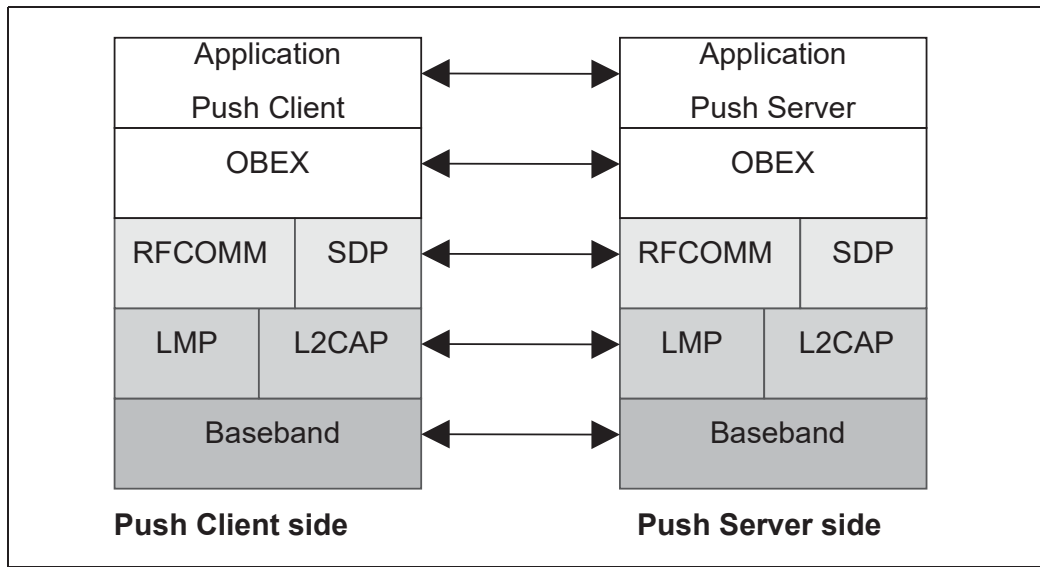 Application
Push Client
OBEX
RFCOMM SDP
LMP L2CAP
Baseband
Push Client side
Application
Push Server
OBEX
RFCOMM SDP
LMP L2CAP
Baseband
Push Server side